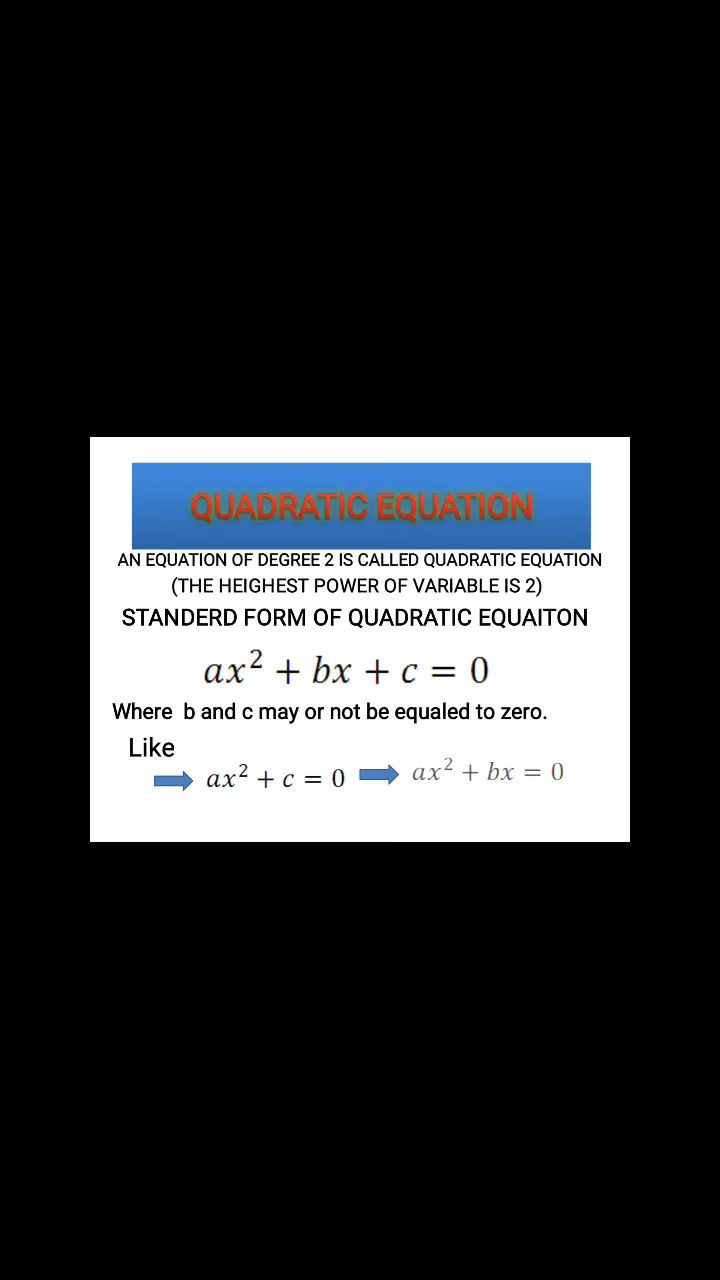 QUADRATIC EQUATION
AN EQUATION OF DEGREE 2 IS CALLED QUADRATIC EQUATION
(THE HEIGHEST POWER OF VARIABLE IS 2)
STANDERD FORM OF QUADRATIC EQUAITON
ax² + bx + c = 0
Where b and c may or not be equaled to zero.
Like
ax² + c = 0 ax² + bx = 0